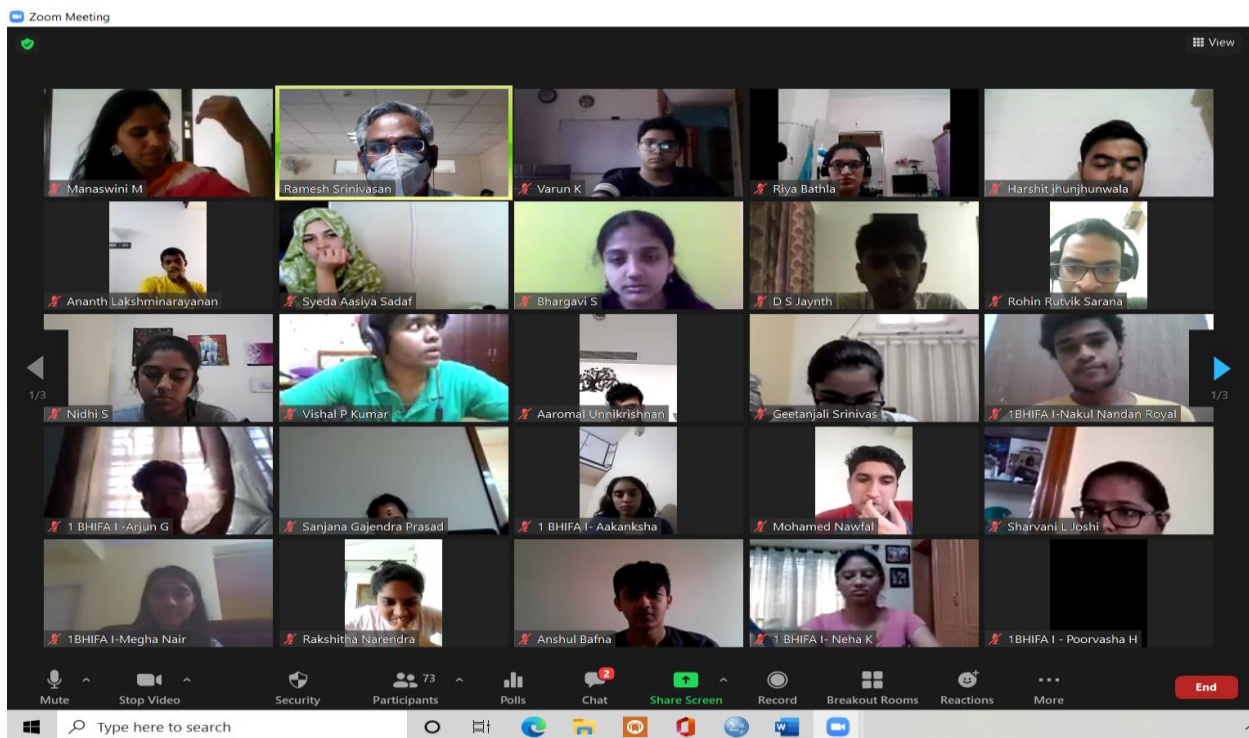 Zoom Meeting
View
Manaswini M
Ramesh Srinivasan
Varun K
Riya Bathla
Harshit jhunjhunwala
Ananth Lakshminarayanan
Syeda Aasiya Sadaf
Bhargavi S
D S Jaynth
Rohin Rutvik Sarana
1/3
Nidhi S
Vishal P Kumar
Aaromal Unnikrishnan
Geetanjali Srinivas
1BHIFA I-Nakul Nandan Royal
1/3
1 BHIFA I -Arjun G
Sanjana Gajendra Prasad
1 BHIFA I- Aakanksha
Mohamed Nawfal
Sharvani L Joshi
1BHIFA I-Megha Nair
Rakshitha Narendra
Anshul Bafna
1 BHIFA I- Neha K
1BHIFA I - Poorvasha H
Mute
Stop Video
Security
73
Participants
Polls
2
Chat
Share Screen
Record
Breakout Rooms
Reactions
More
End
Type here to search